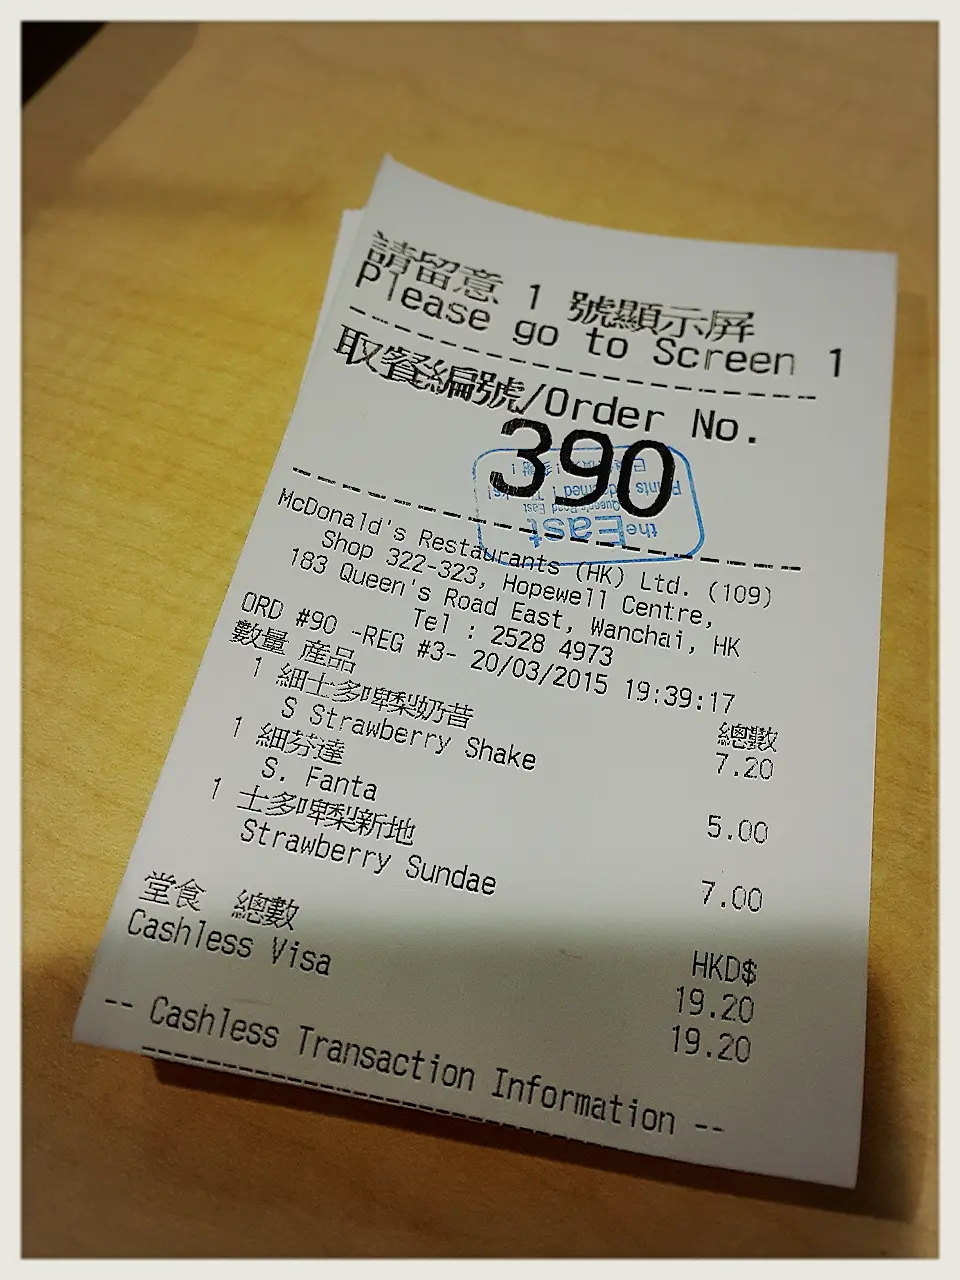 請留意 1 號顯示屏
Please go to Screen 1
取餐編號/Order No.
390
the East
Queen's Road East
McDonald's Restaurants (HK) Ltd. (109)
Shop 322-323, Hopewell Centre,
183 Queen's Road East, Wanchai, HK
Tel : 2528 4973
ORD #90 -REG #3- 20/03/2015 19:39:17
數量 產品 總數
1 細士多啤梨奶昔 7.20
S Strawberry Shake
1 細芬達 5.00
S. Fanta
1 士多啤梨新地 7.00
Strawberry Sundae
HKD$
堂食 總數 19.20
Cashless Visa 19.20
-- Cashless Transaction Information --